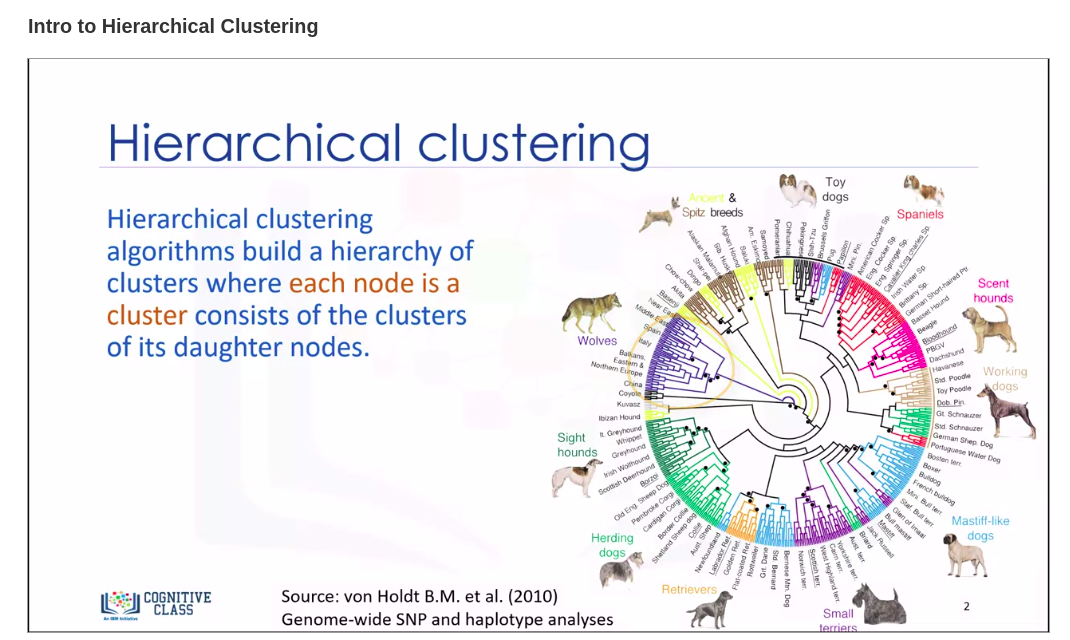 Intro to Hierarchical Clustering
Hierarchical clustering
Hierarchical clustering
algorithms build a hierarchy of
clusters where each node is a
cluster consists of the clusters
of its daughter nodes.
Ancient &
Spitz breeds
Toy
dogs
Spaniels
Scent
hounds
Working
dogs
Mastiff-like
dogs
Small
terriers
Retrievers
Herding
dogs
Sight
hounds
Wolves
Chow-chow
Akita
Dingo
Shar-pei
Alaskan Malamute
Sib. Husky
Afghan Hound
Saluki
Am. Eskimo
Samoyed
Pomeranian
Chihuahua
Pekingese
Shih-Tzu
Brussels Griffon
Pug
Papillon
Mini. Pin.
American Cocker Sp.
Eng. Cocker Sp.
Eng. Springer Sp.
Cavalier King charles Sp.
Irish Water Sp.
Brittany Sp.
German Short-haired Ptr
Basset Hound
Beagle
Bloodhound
PBGV
Dachshund
Havanese
Std. Poodle
Toy Poodle
Dob. Pin.
Gt. Schnauzer
Std. Schnauzer
German Shep. Dog
Portuguese Water Dog
Bosten terr.
Boxer
Bulldog
French bulldog
Mini. Bull terr
Staf. Bull terr.
Glen of Imaal
Bull mastiff
Mastiff
Jack Russell
Briard
Aust. terr
Yorkshire terr.
Cairn terr.
West Highland terr.
Scottish terr.
Norwich terr.
Bernese Mtn. Dog
Std. Bernard
Grt. Dane
Rottweiler
Flat-coated Ret
Golden Ret.
Labrador Ret
Newfoundland
Aust. Shep
Collie
Shetland Sheep dog
Border Collie
Cardigan Corgi
Pembroke Corgi
Old Eng. Sheep Dog
Borzoi
Scottish Deerhound
Irish Wolfhound
Greyhound
Whippet
It. Greyhound
Ibizan Hound
Kuvasz
Coyote
China
Balkans,
Eastern &
Northern Europe
Italy
Spain
Middle East
Near East
Basenji
COGNITIVE
CLASS
An IBM Initiative
Source: von Holdt B.M. et al. (2010)
Genome-wide SNP and haplotype analyses
2